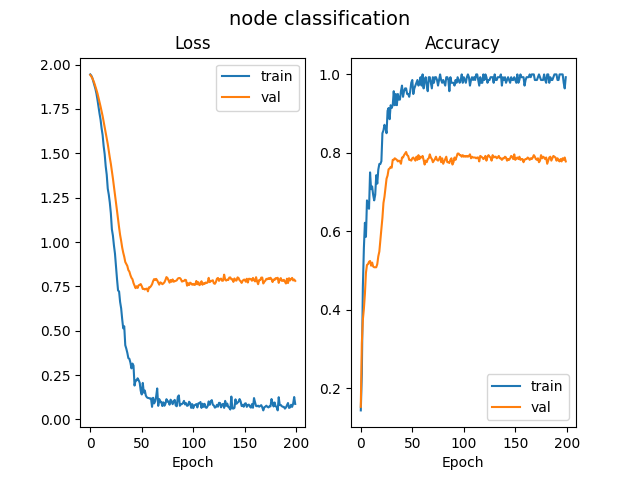 node classification
Loss
2.00
1.75
1.50
1.25
1.00
0.75
0.50
0.25
0.00
train
val
0 50 100 150 200
Epoch
Accuracy
1.0
0.8
0.6
0.4
0.2
train
val
0 50 100 150 200
Epoch